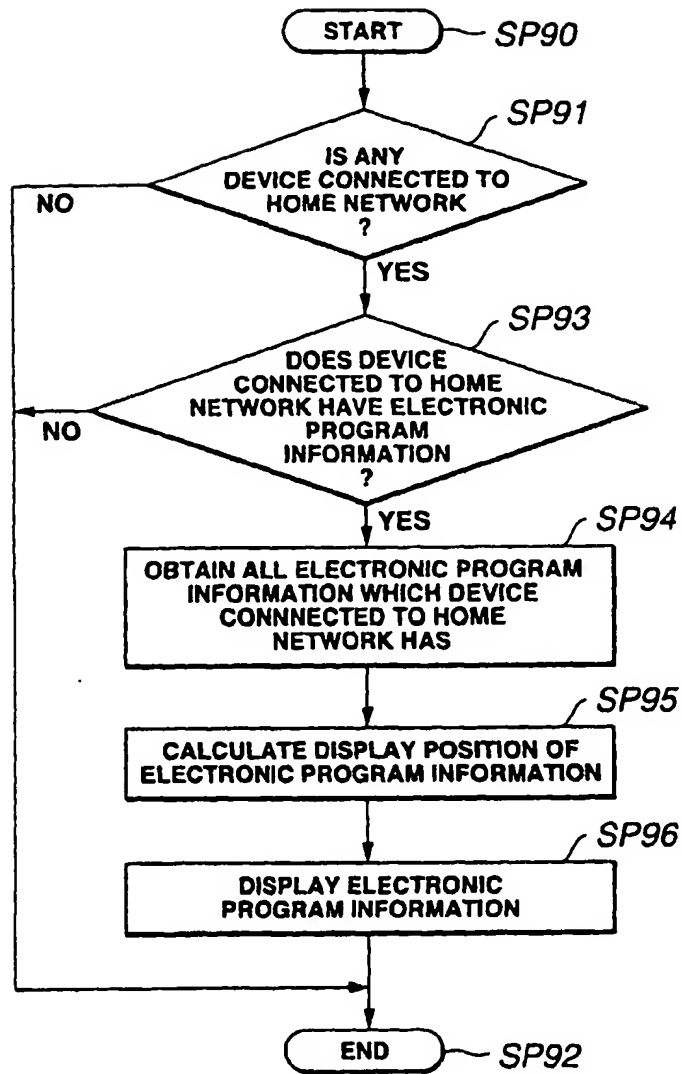 START
SP90
SP91
IS ANY
DEVICE CONNECTED TO
HOME NETWORK
?
NO
YES
SP93
DOES DEVICE
CONNECTED TO HOME
NETWORK HAVE ELECTRONIC
PROGRAM
INFORMATION
?
NO
YES
SP94
OBTAIN ALL ELECTRONIC PROGRAM
INFORMATION WHICH DEVICE
CONNNECTED TO HOME
NETWORK HAS
SP95
CALCULATE DISPLAY POSITION OF
ELECTRONIC PROGRAM INFORMATION
SP96
DISPLAY ELECTRONIC
PROGRAM INFORMATION
END
SP92